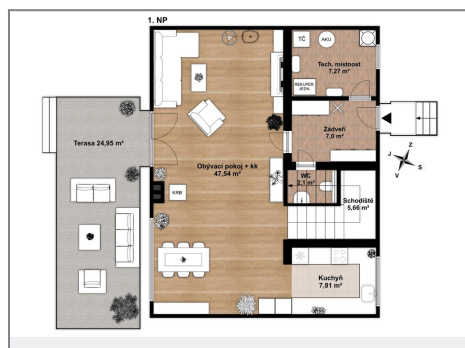 1. NP
TČ
AKU
Tech. místnost
7.27 m²
REKUPER.
JEDN.
Zádveří
7,0 m²
Terasa 24,95 m²
Obývací pokoj + kk
47,54 m²
WC
2,1 m²
Schodiště
5,66 m²
KRB
Kuchyň
7,81 m²
Z
J
S
V